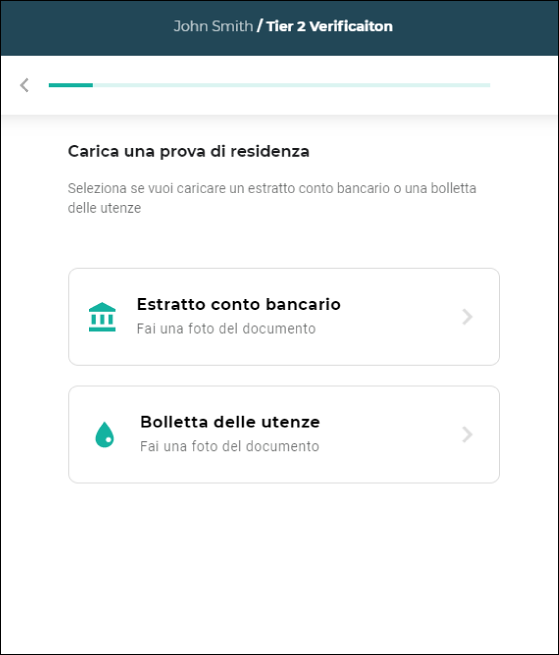 John Smith / Tier 2 Verificaiton
Carica una prova di residenza
Seleziona se vuoi caricare un estratto conto bancario o una bolletta
delle utenze
Estratto conto bancario
Fai una foto del documento
Bolletta delle utenze
Fai una foto del documento